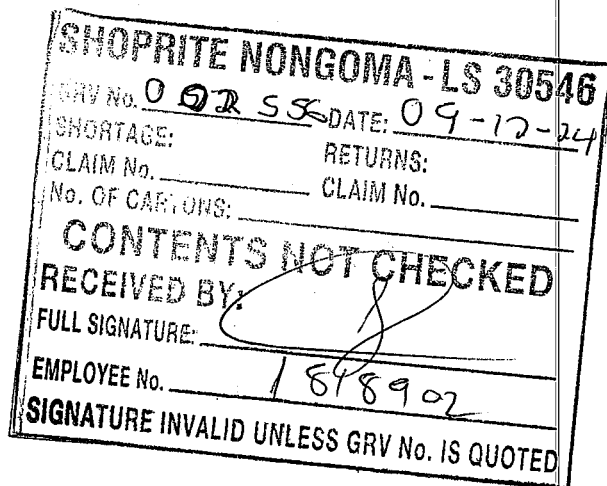 SHOPRITE NONGOMA - LS 30546
GRV No. DATE: 09-12-24
SHORTAGE: RETURNS:
CLAIM No. CLAIM No.
No. OF CARTONS:
CONTENTS NOT CHECKED
RECEIVED BY:
FULL SIGNATURE:
EMPLOYEE No. 1848902
SIGNATURE INVALID UNLESS GRV No. IS QUOTED